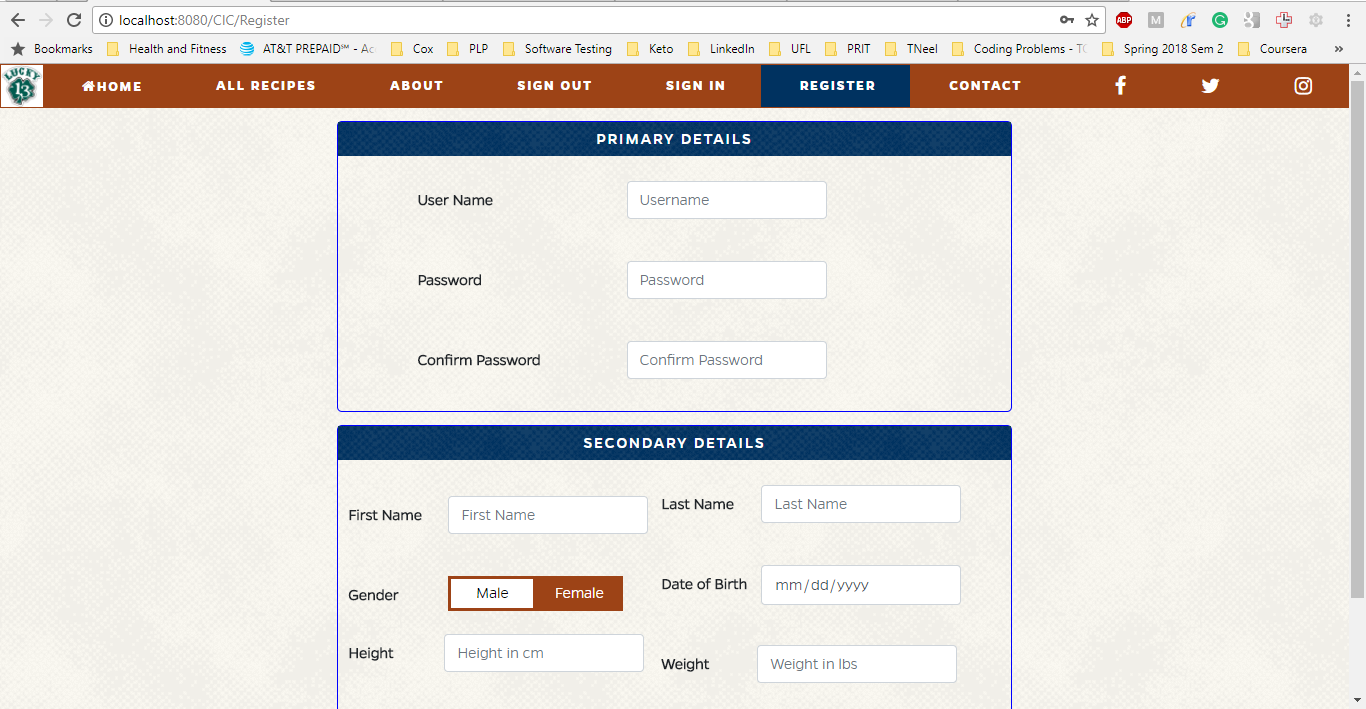 localhost:8080/CIC/Register
ABP M G
Bookmarks Health and Fitness AT&T PREPAID℠ - Ac Cox PLP Software Testing Keto LinkedIn UFL PRIT TNeel Coding Problems - TC Spring 2018 Sem 2 Coursera »
LUCKY
13
HOME ALL RECIPES ABOUT SIGN OUT SIGN IN REGISTER CONTACT
PRIMARY DETAILS
User Name Username
Password Password
Confirm Password Confirm Password
SECONDARY DETAILS
First Name First Name Last Name Last Name
Gender Male Female Date of Birth mm/dd/yyyy
Height Height in cm Weight Weight in lbs